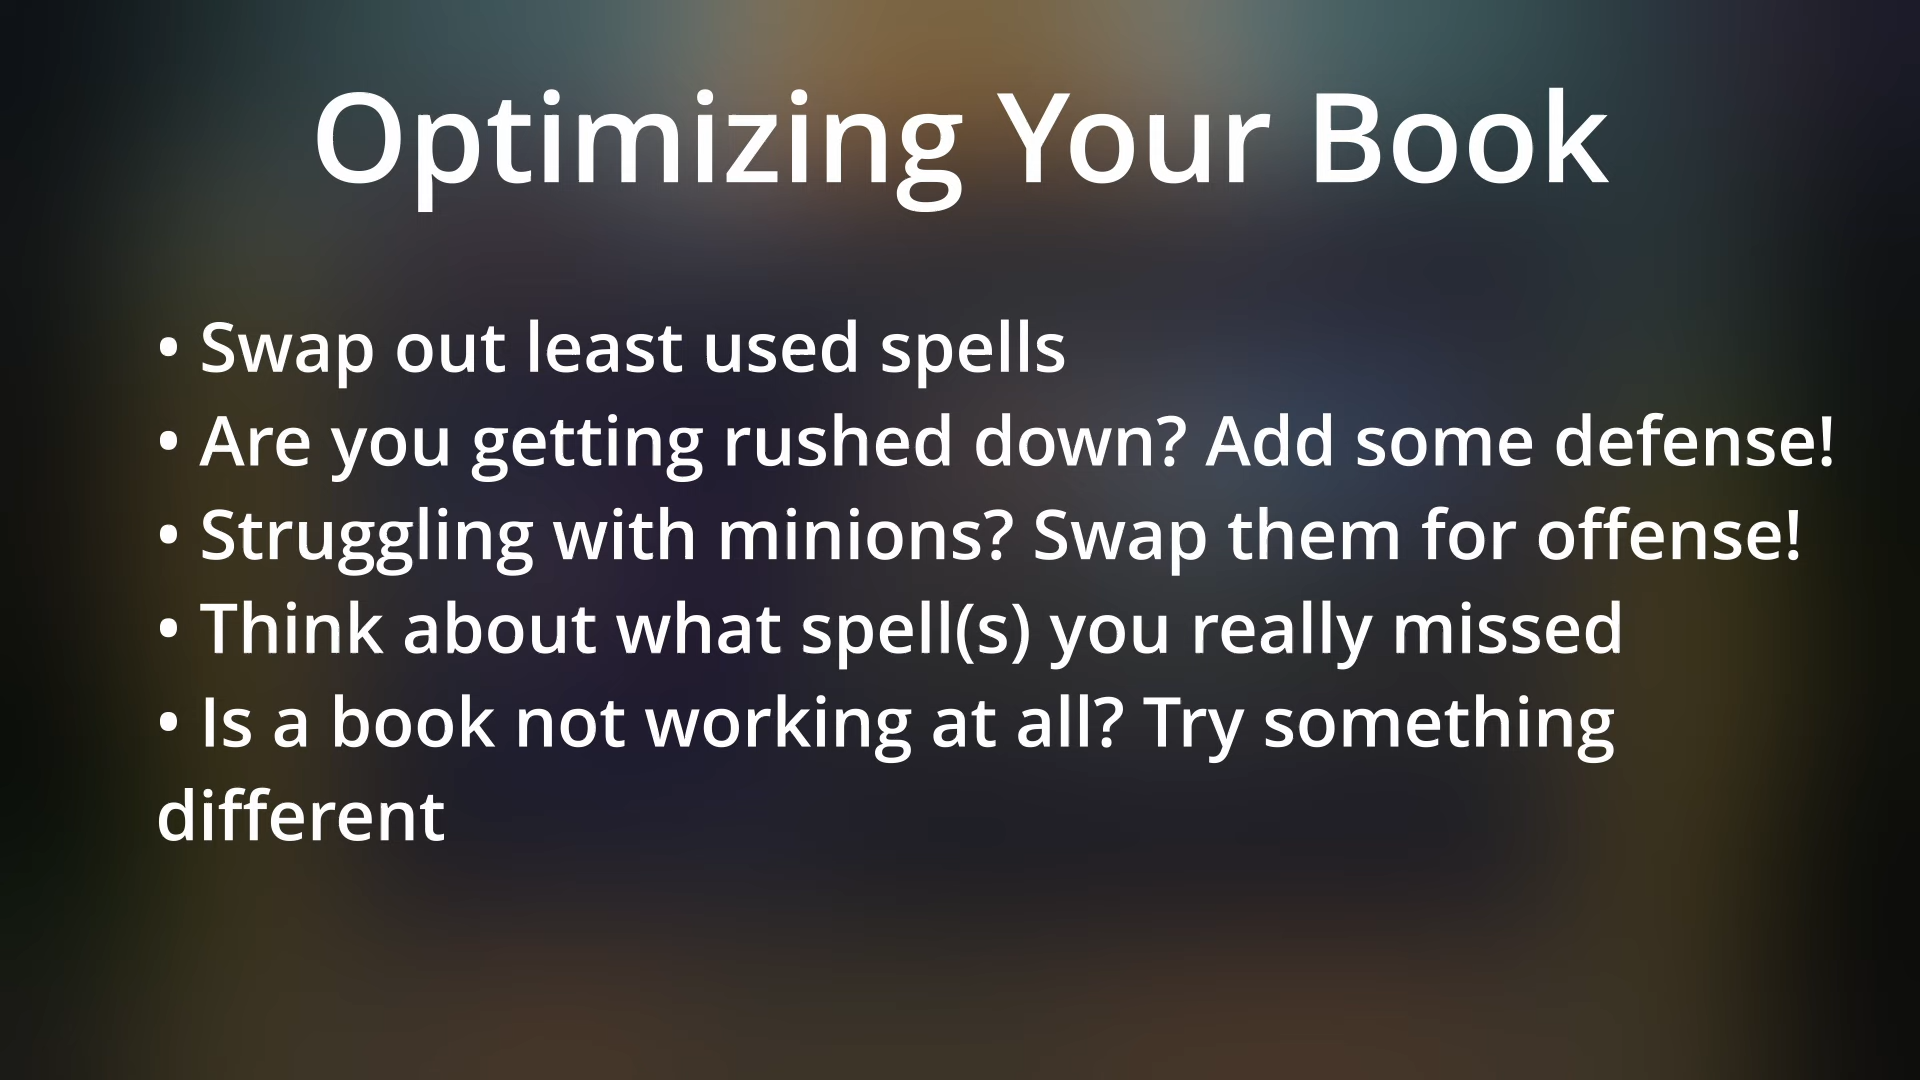 Optimizing Your Book
• Swap out least used spells
• Are you getting rushed down? Add some defense!
• Struggling with minions? Swap them for offense!
• Think about what spell(s) you really missed
• Is a book not working at all? Try something
different